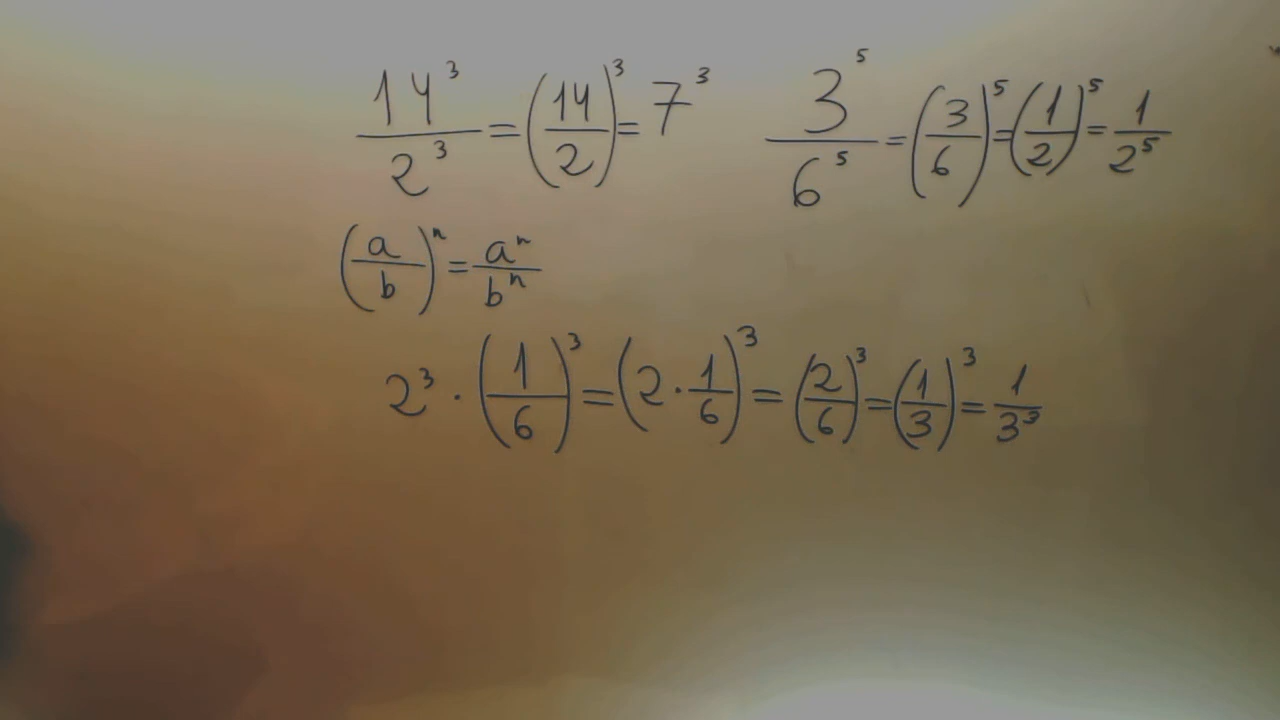 14³/2³ = (14/2)³ = 7³   3⁵/6⁵ = (3/6)⁵ = (1/2)⁵ = 1/2⁵
(a/b)ⁿ = aⁿ/bⁿ
2³ · (1/6)³ = (2 · 1/6)³ = (2/6)³ = (1/3)³ = 1/3³